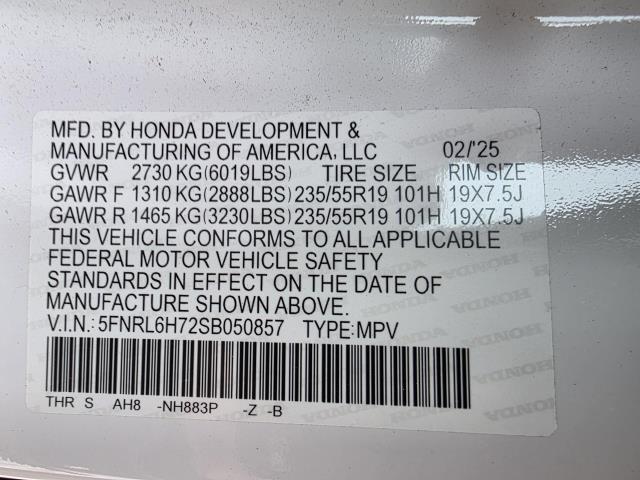 MFD. BY HONDA DEVELOPMENT &
MANUFACTURING OF AMERICA, LLC 02/'25
GVWR 2730 KG(6019LBS) TIRE SIZE RIM SIZE
GAWR F 1310 KG(2888LBS) 235/55R19 101H 19X7.5J
GAWR R 1465 KG(3230LBS) 235/55R19 101H 19X7.5J
THIS VEHICLE CONFORMS TO ALL APPLICABLE
FEDERAL MOTOR VEHICLE SAFETY
STANDARDS IN EFFECT ON THE DATE OF
MANUFACTURE SHOWN ABOVE.
V.I.N.: 5FNRL6H72SB050857 TYPE:MPV
THR S AH8 -NH883P -Z -B